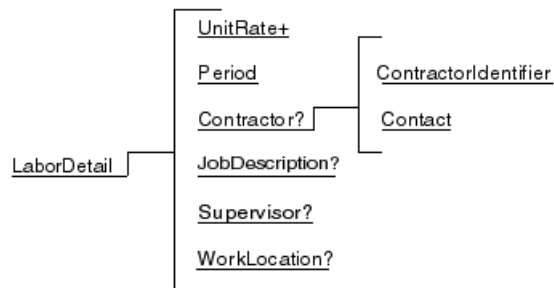 UnitRate+
Period
ContractorIdentifier
Contractor?
Contact
LaborDetail
JobDescription?
Supervisor?
WorkLocation?